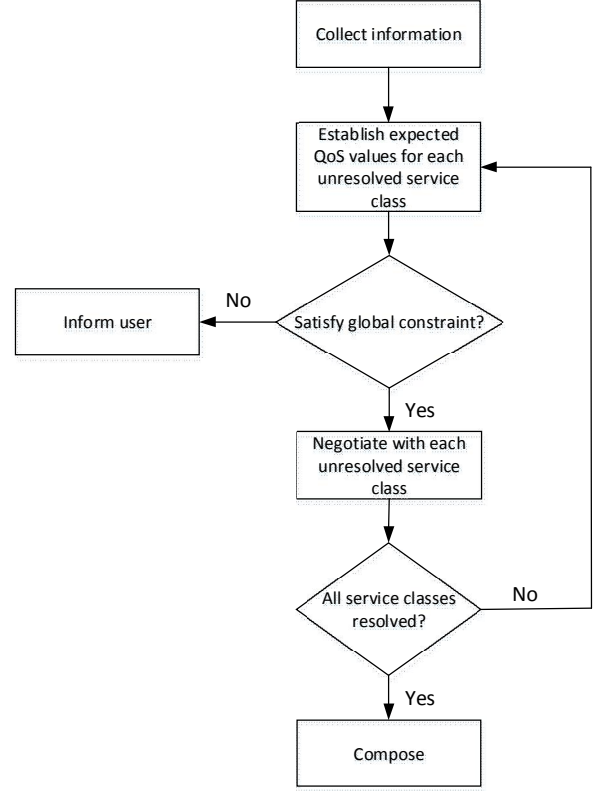 Collect information
Establish expected
QoS values for each
unresolved service
class
No
Inform user
Satisfy global constraint?
Yes
Negotiate with each
unresolved service
class
All service classes
resolved?
No
Yes
Compose